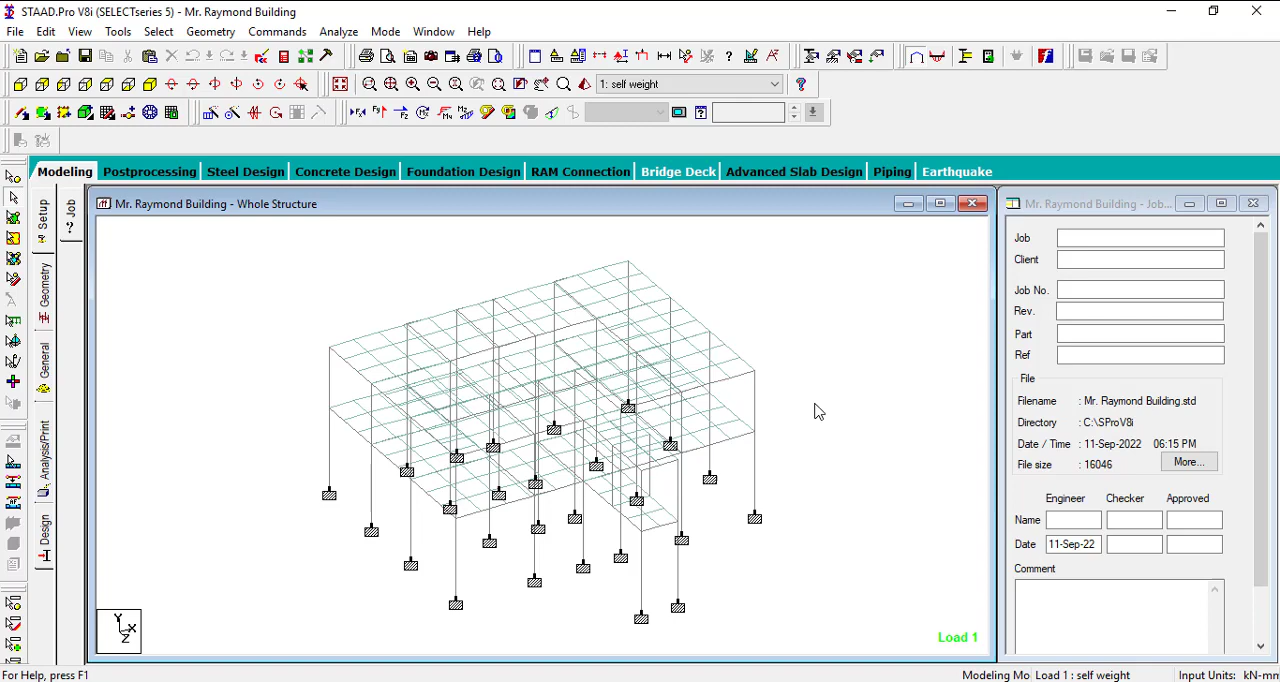 STAAD.Pro V8i (SELECTseries 5) - Mr. Raymond Building
File Edit View Tools Select Geometry Commands Analyze Mode Window Help
1: self weight
Modeling Postprocessing Steel Design Concrete Design Foundation Design RAM Connection Bridge Deck Advanced Slab Design Piping Earthquake
Setup
Geometry
General
Analysis/Print
Design
Job
Mr. Raymond Building - Whole Structure
Y
X
Z
Load 1
Mr. Raymond Building - Job...
Job
Client
Job No.
Rev.
Part
Ref
File
Filename : Mr. Raymond Building.std
Directory : C:\SProV8i
Date / Time : 11-Sep-2022 06:15 PM
File size : 16046 More...
Engineer Checker Approved
Name
Date 11-Sep-22
Comment
For Help, press F1
Modeling Mo Load 1 : self weight Input Units: kN-mm